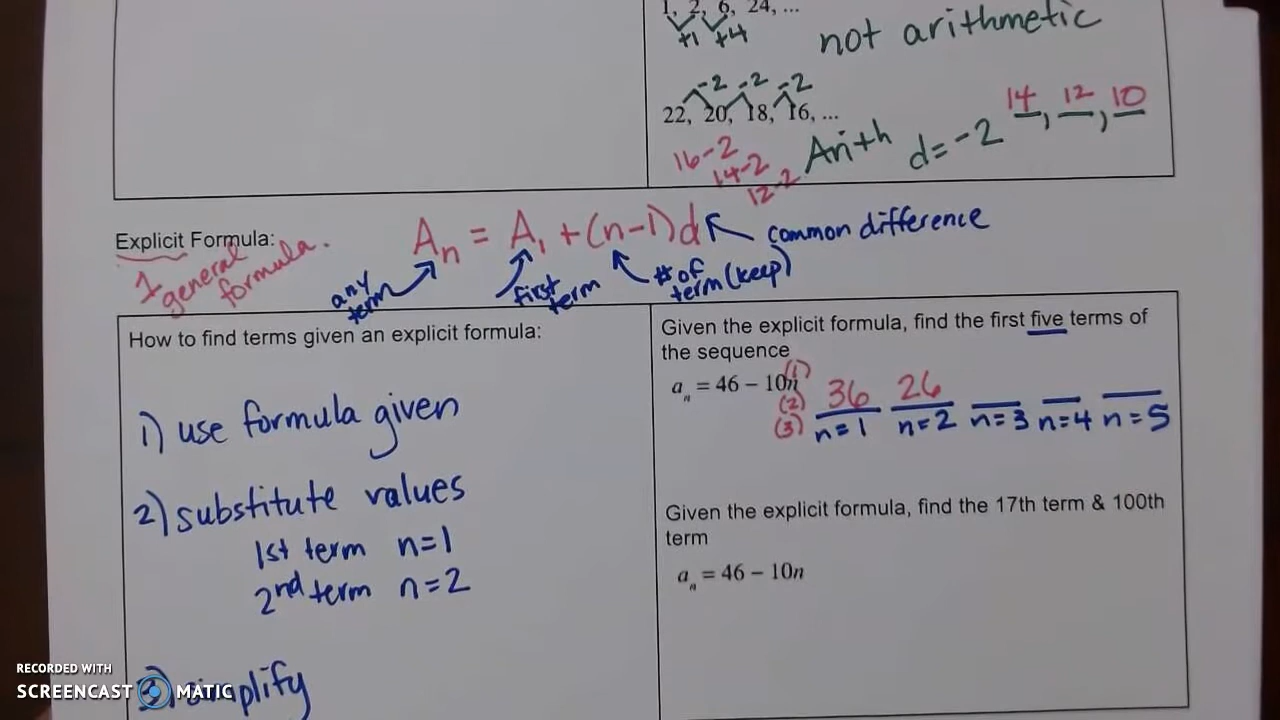 1, 2, 6, 24, ...
+1 +4
not arithmetic
-2 -2 -2
22, 20, 18, 16, ...
16-2
14-2
12-2
Arith d=-2 14, 12, 10
Explicit Formula: An = A1 + (n-1)d common difference
1 general formula.
any term
first term
# of term (keep)
How to find terms given an explicit formula:
1) use formula given
2) substitute values
1st term n=1
2nd term n=2
3) simplify
Given the explicit formula, find the first five terms of
the sequence
an = 46 - 10n (1)
(2)
(3)
36 26
n=1 n=2 n=3 n=4 n=5
Given the explicit formula, find the 17th term & 100th
term
an = 46 - 10n
RECORDED WITH
SCREENCAST MATIC